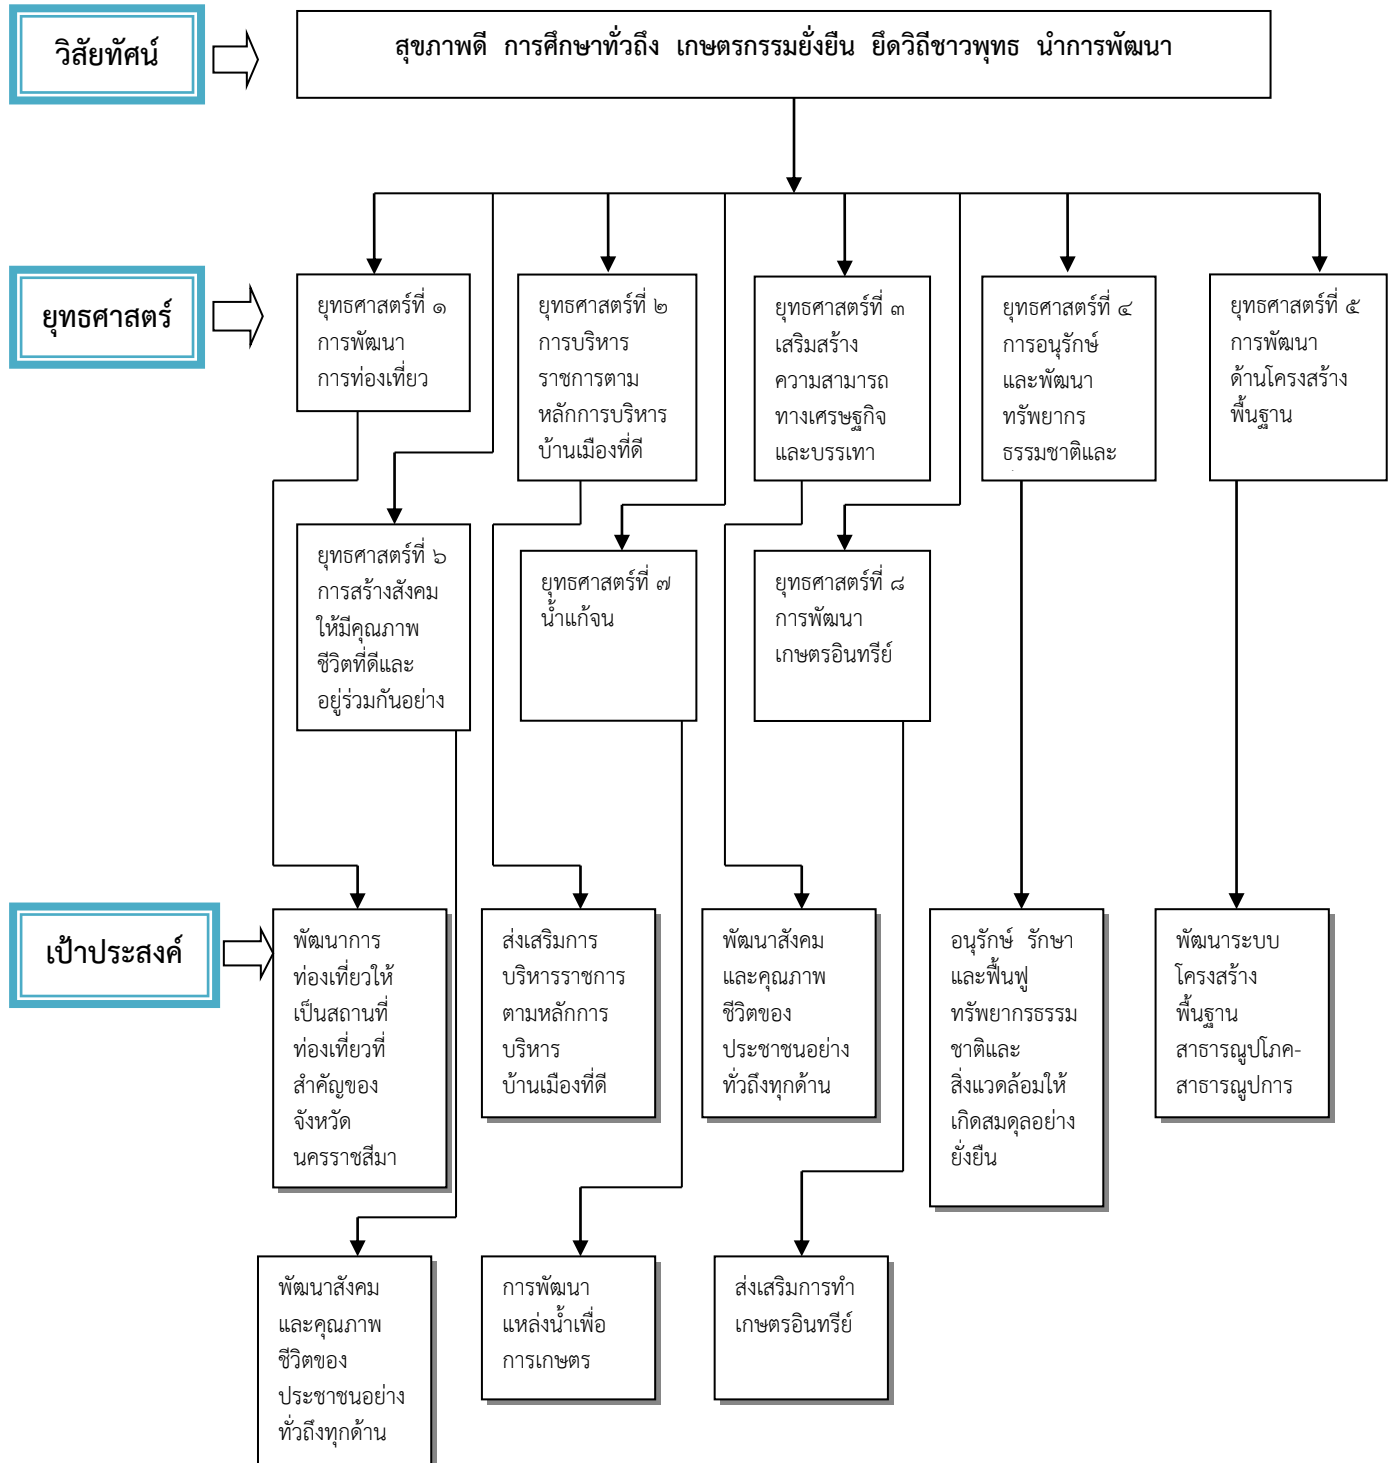 วิสัยทัศน์
สุขภาพดี การศึกษาทั่วถึง เกษตรกรรมยั่งยืน ยึดวิถีชาวพุทธ นำการพัฒนา
ยุทธศาสตร์
ยุทธศาสตร์ที่ ๑
การพัฒนา
การท่องเที่ยว
ยุทธศาสตร์ที่ ๒
การบริหาร
ราชการตาม
หลักการบริหาร
บ้านเมืองที่ดี
ยุทธศาสตร์ที่ ๓
เสริมสร้าง
ความสามารถ
ทางเศรษฐกิจ
และบรรเทา
ยุทธศาสตร์ที่ ๔
การอนุรักษ์
และพัฒนา
ทรัพยากร
ธรรมชาติและ
ยุทธศาสตร์ที่ ๕
การพัฒนา
ด้านโครงสร้าง
พื้นฐาน
ยุทธศาสตร์ที่ ๖
การสร้างสังคม
ให้มีคุณภาพ
ชีวิตที่ดีและ
อยู่ร่วมกันอย่าง
ยุทธศาสตร์ที่ ๗
น้ำแก้จน
ยุทธศาสตร์ที่ ๘
การพัฒนา
เกษตรอินทรีย์
เป้าประสงค์
พัฒนาการ
ท่องเที่ยวให้
เป็นสถานที่
ท่องเที่ยวที่
สำคัญของ
จังหวัด
นครราชสีมา
ส่งเสริมการ
บริหารราชการ
ตามหลักการ
บริหาร
บ้านเมืองที่ดี
พัฒนาสังคม
และคุณภาพ
ชีวิตของ
ประชาชนอย่าง
ทั่วถึงทุกด้าน
อนุรักษ์ รักษา
และฟื้นฟู
ทรัพยากรธรรม
ชาติและ
สิ่งแวดล้อมให้
เกิดสมดุลอย่าง
ยั่งยืน
พัฒนาระบบ
โครงสร้าง
พื้นฐาน
สาธารณูปโภค-
สาธารณูปการ
พัฒนาสังคม
และคุณภาพ
ชีวิตของ
ประชาชนอย่าง
ทั่วถึงทุกด้าน
การพัฒนา
แหล่งน้ำเพื่อ
การเกษตร
ส่งเสริมการทำ
เกษตรอินทรีย์